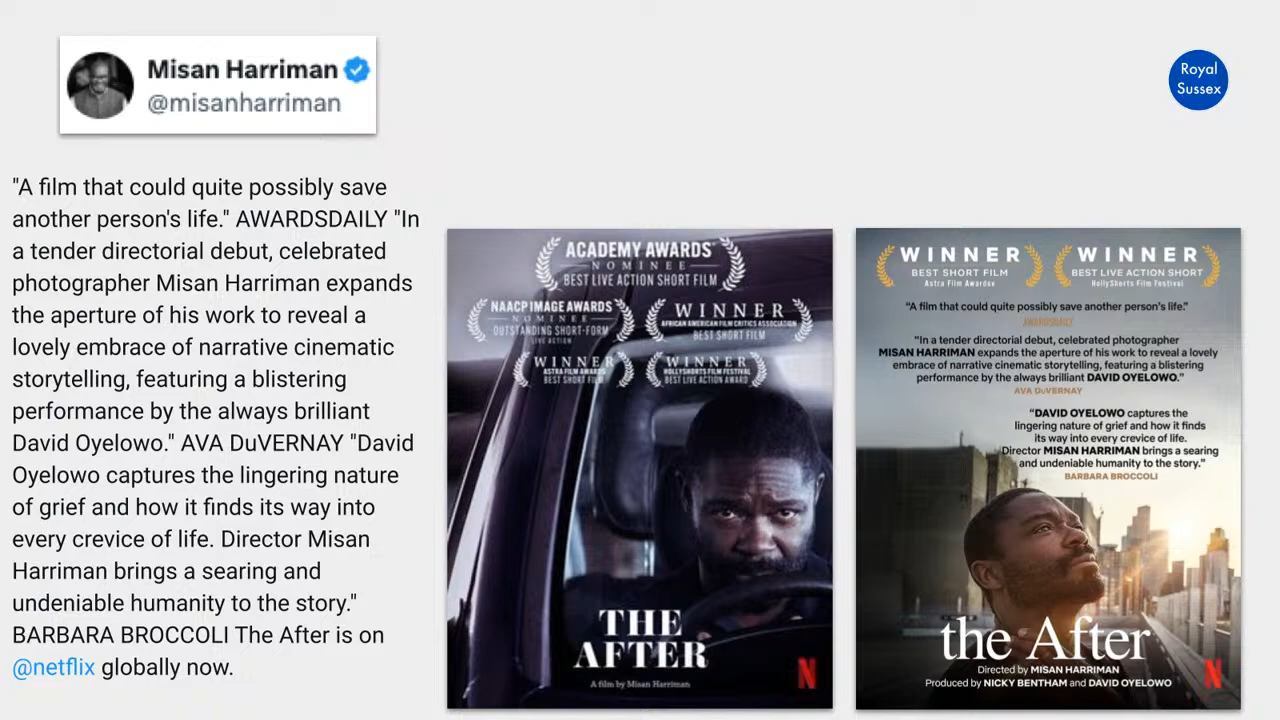 Misan Harriman
@misanharriman
Royal
Sussex
"A film that could quite possibly save
another person's life." AWARDSDAILY "In
a tender directorial debut, celebrated
photographer Misan Harriman expands
the aperture of his work to reveal a
lovely embrace of narrative cinematic
storytelling, featuring a blistering
performance by the always brilliant
David Oyelowo." AVA DuVERNAY "David
Oyelowo captures the lingering nature
of grief and how it finds its way into
every crevice of life. Director Misan
Harriman brings a searing and
undeniable humanity to the story."
BARBARA BROCCOLI The After is on
@netflix globally now.
ACADEMY AWARDS
NOMINEE
BEST LIVE ACTION SHORT FILM
NAACP IMAGE AWARDS
NOMINEE
OUTSTANDING SHORT-FORM
LIVE ACTION
WINNER
AFRICAN AMERICAN FILM CRITICS ASSOCIATION
BEST SHORT FILM
WINNER
ASTRA FILM AWARDS
BEST SHORT FILM
WINNER
HOLLYSHORTS FILM FESTIVAL
BEST LIVE ACTION AWARD
THE
AFTER
A film by Misan Harriman
N
WINNER
BEST SHORT FILM
Astra Film Awards
WINNER
BEST LIVE ACTION SHORT
HollyShorts Film Festival
“A film that could quite possibly save another person's life.”
AWARDSDAILY
“In a tender directorial debut, celebrated photographer
MISAN HARRIMAN expands the aperture of his work to reveal a lovely
embrace of narrative cinematic storytelling, featuring a blistering
performance by the always brilliant DAVID OYELOWO.”
AVA DuVERNAY
“DAVID OYELOWO captures the
lingering nature of grief and how it finds
its way into every crevice of life.
Director MISAN HARRIMAN brings a searing
and undeniable humanity to the story.”
BARBARA BROCCOLI
the After
Directed by MISAN HARRIMAN
Produced by NICKY BENTHAM and DAVID OYELOWO
N